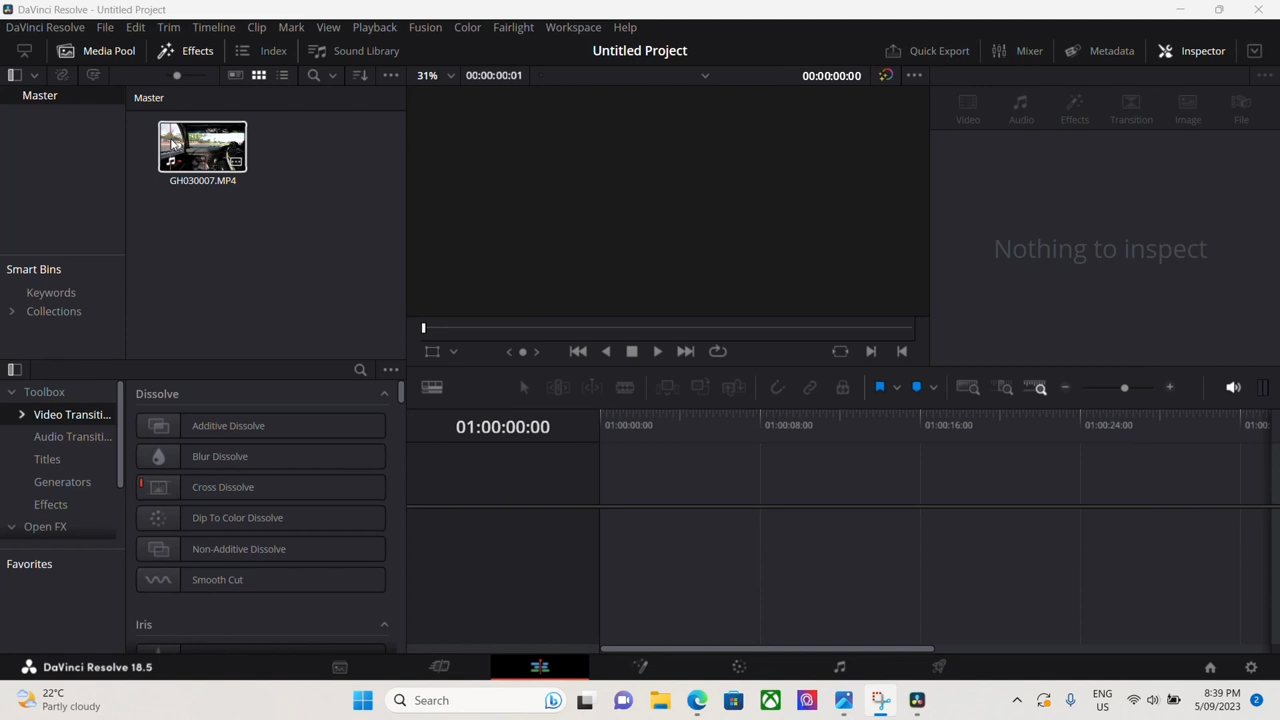 DaVinci Resolve - Untitled Project
DaVinci Resolve File Edit Trim Timeline Clip Mark View Playback Fusion Color Fairlight Workspace Help
Media Pool Effects Index Sound Library Untitled Project Quick Export Mixer Metadata Inspector
31% 00:00:00:01 00:00:00:00
Master Master
Video Audio Effects Transition Image File
GH030007.MP4
Nothing to inspect
Smart Bins
Keywords
Collections
Toolbox Dissolve
Video Transiti...
Additive Dissolve
01:00:00:00 01:00:00:00 01:00:08:00 01:00:16:00 01:00:24:00 01:00:
Audio Transiti...
Blur Dissolve
Titles
Generators
Cross Dissolve
Effects
Dip To Color Dissolve
Open FX
Non-Additive Dissolve
Favorites
Smooth Cut
Iris
DaVinci Resolve 18.5
22°C
Partly cloudy
Search
ENG
US
8:39 PM
5/09/2023
2